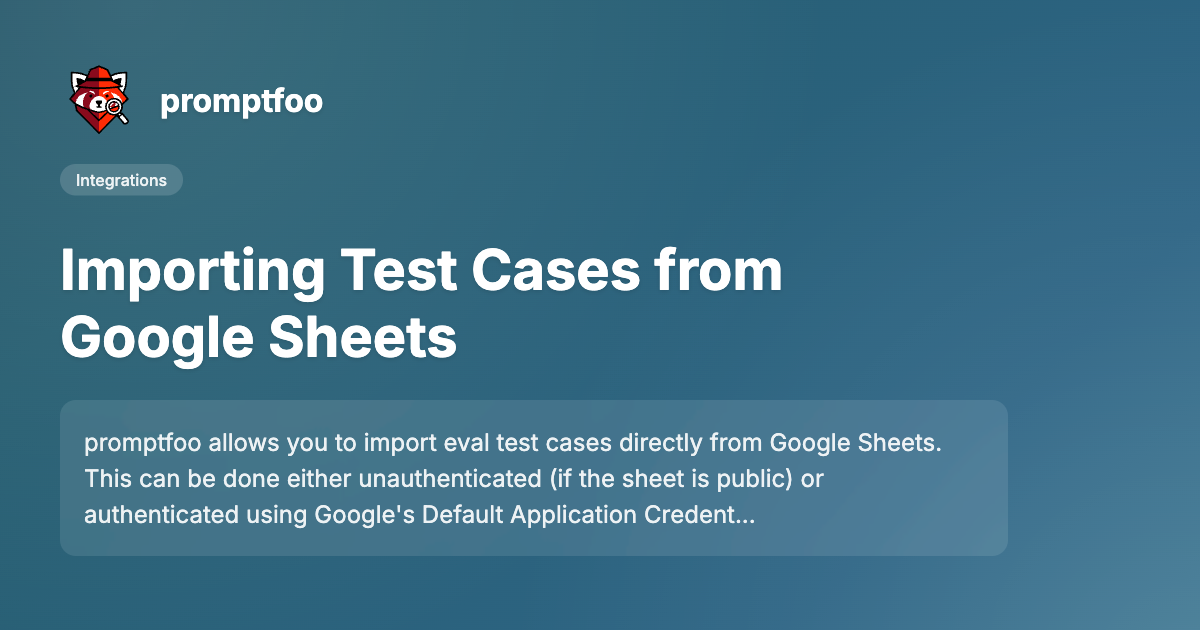 promptfoo
Integrations
Importing Test Cases from
Google Sheets
promptfoo allows you to import eval test cases directly from Google Sheets.
This can be done either unauthenticated (if the sheet is public) or
authenticated using Google's Default Application Credent...